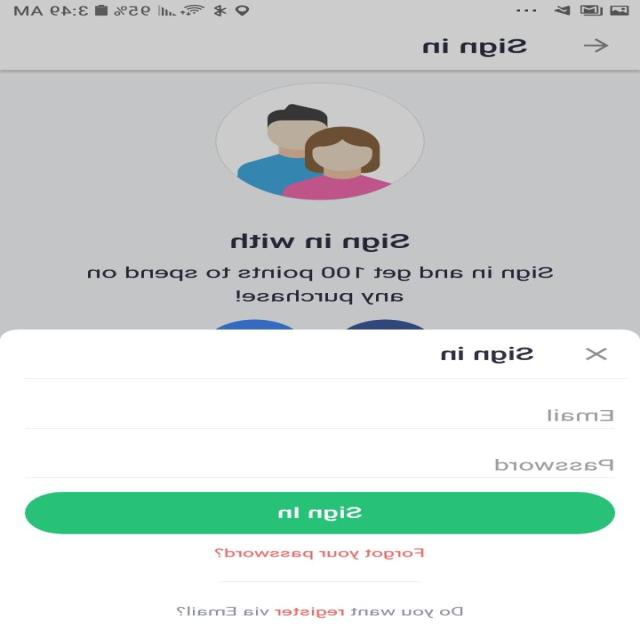 3:49 AM 95%
Sign in
Sign in with
Sign in and get 100 points to spend on
any purchase!
Sign in
Email
Password
Sign In
Forgot your password?
Do you want register via Email?